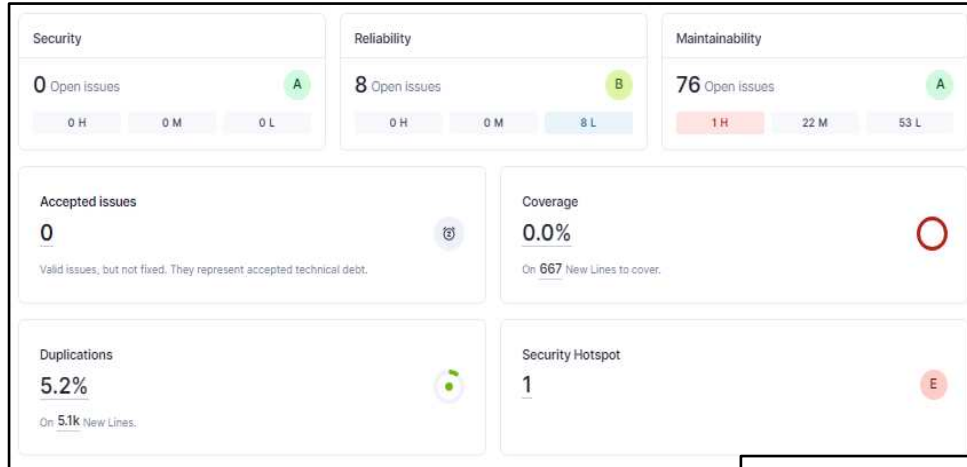 Security
0 Open issues
A
0 H
0 M
0 L
Reliability
8 Open issues
B
0 H
0 M
8 L
Maintainability
76 Open issues
A
1 H
22 M
53 L
Accepted issues
0
Valid issues, but not fixed. They represent accepted technical debt.
Coverage
0.0%
On 667 New Lines to cover.
Duplications
5.2%
On 5.1k New Lines.
Security Hotspot
1
E